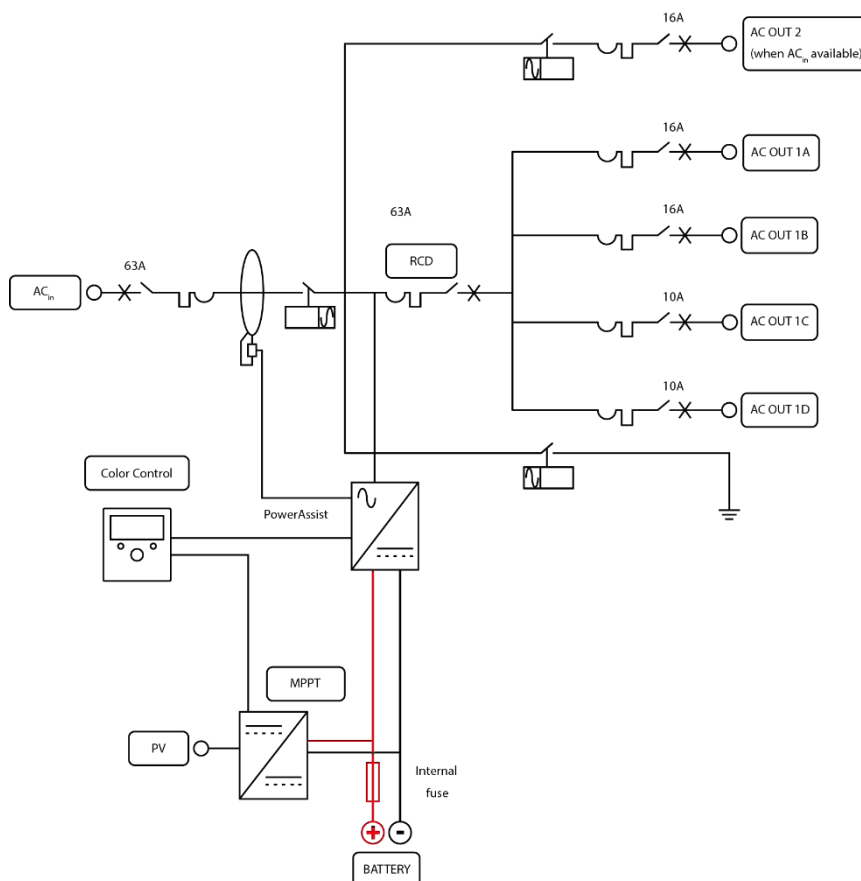 16A
AC OUT 2
(when ACin available)
16A
AC OUT 1A
63A
16A
AC OUT 1B
RCD
63A
ACin
10A
AC OUT 1C
10A
AC OUT 1D
Color Control
PowerAssist
MPPT
PV
Internal
fuse
+ -
BATTERY